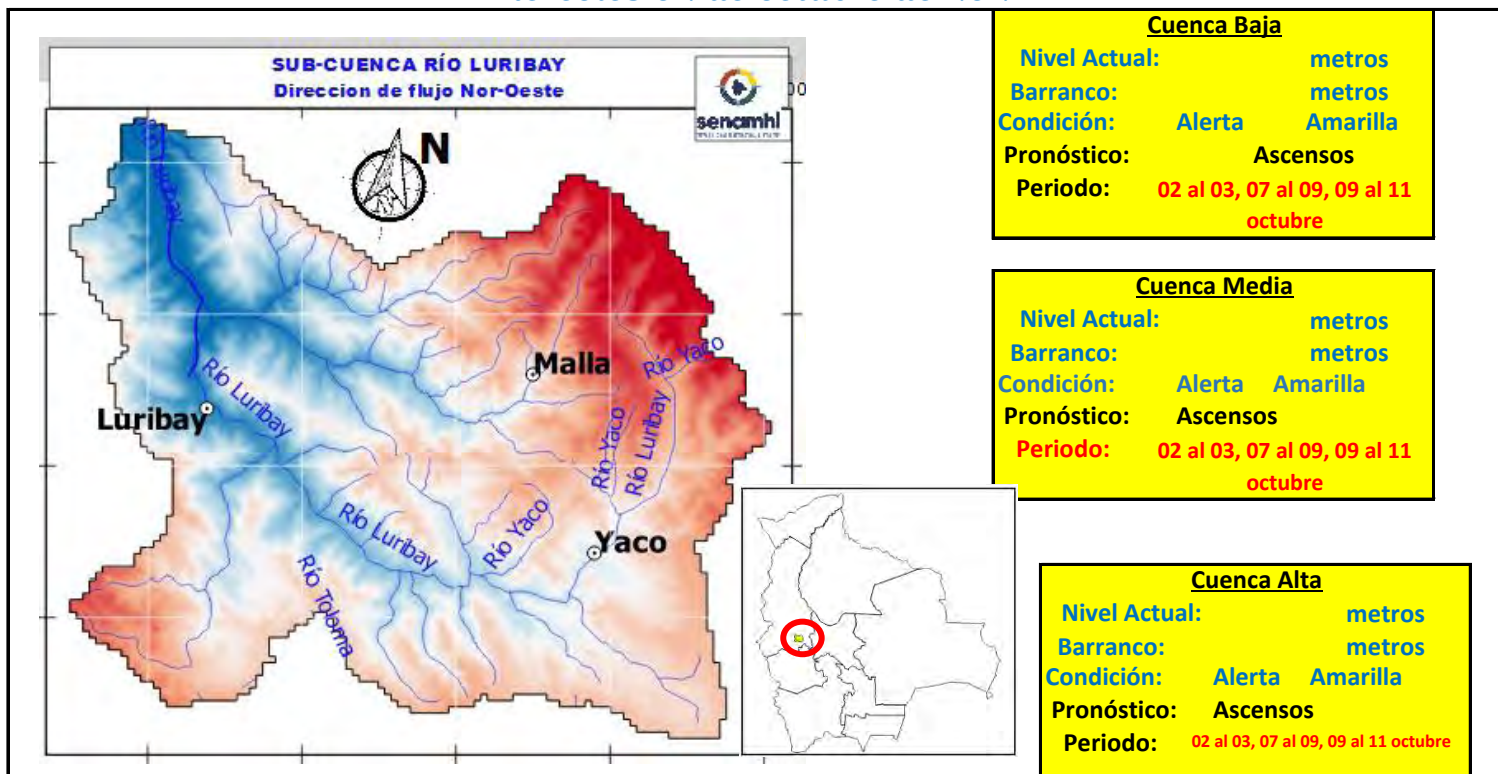 SUB-CUENCA RÍO LURIBAY
Direccion de flujo Nor-Oeste
senamhi
00
N
Malla
Río Yaco
Luribay
Río Luribay
Río Yaco
Río Luribay
Río Luribay
Río Yaco
Yaco
Río Toloma
Cuenca Baja
Nivel Actual: metros
Barranco: metros
Condición: Alerta Amarilla
Pronóstico: Ascensos
Periodo: 02 al 03, 07 al 09, 09 al 11
octubre
Cuenca Media
Nivel Actual: metros
Barranco: metros
Condición: Alerta Amarilla
Pronóstico: Ascensos
Periodo: 02 al 03, 07 al 09, 09 al 11
octubre
Cuenca Alta
Nivel Actual: metros
Barranco: metros
Condición: Alerta Amarilla
Pronóstico: Ascensos
Periodo: 02 al 03, 07 al 09, 09 al 11 octubre